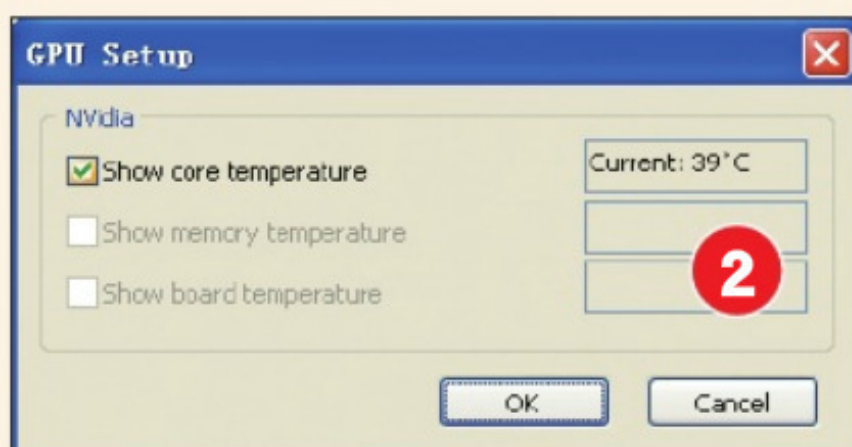 GPU Setup
NVidia
Show core temperature
Current: 39°C
Show memory temperature
Show board temperature
2
OK
Cancel